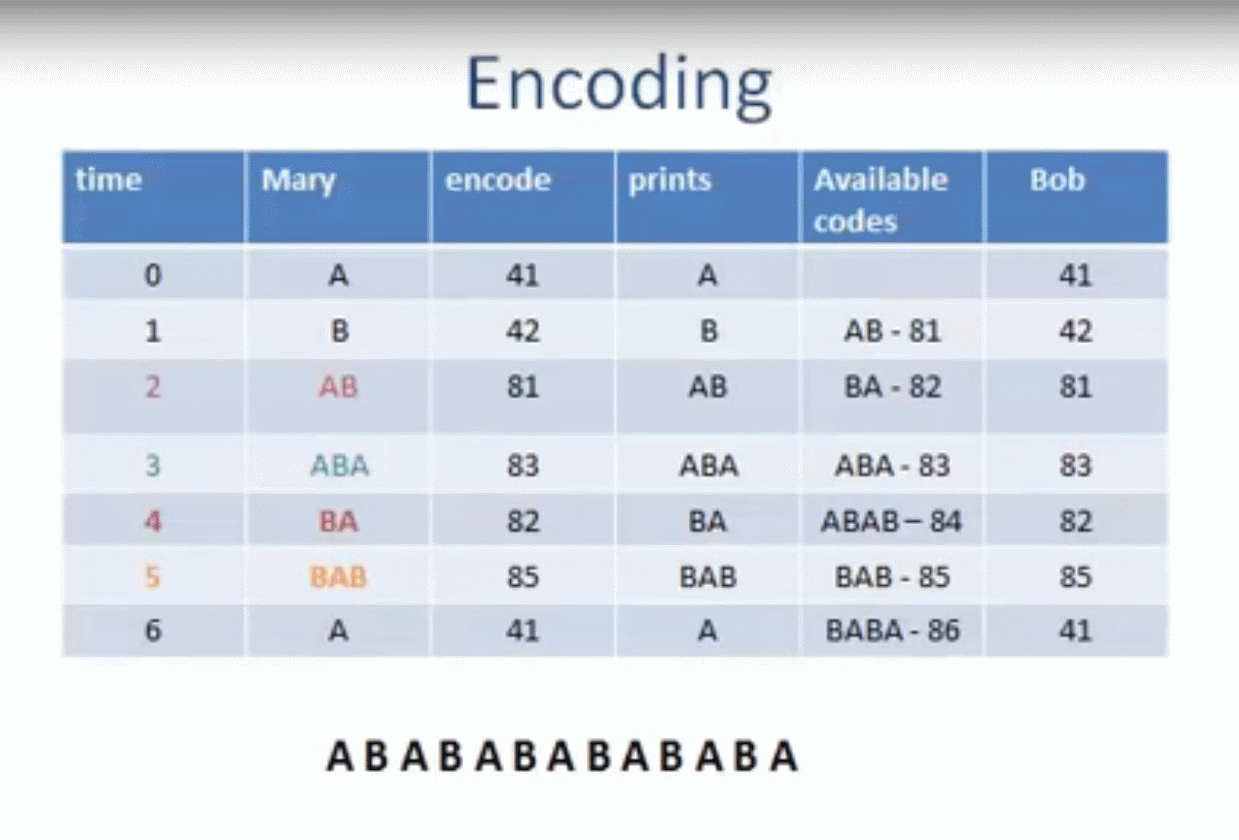 Encoding
time Mary encode prints Available codes Bob
0 A 41 A 41
1 B 42 B AB - 81 42
2 AB 81 AB BA - 82 81
3 ABA 83 ABA ABA - 83 83
4 BA 82 BA ABAB – 84 82
5 BAB 85 BAB BAB - 85 85
6 A 41 A BABA - 86 41
A B A B A B A B A B A B A